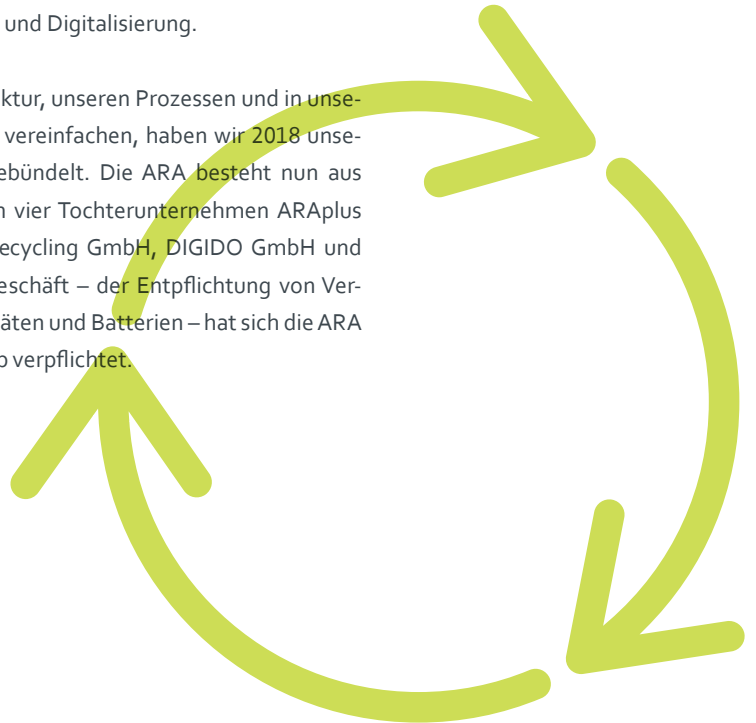 und Digitalisierung.
ktur, unseren Prozessen und in unse-
vereinfachen, haben wir 2018 unse-
ebündelt. Die ARA besteht nun aus
n vier Tochterunternehmen ARAplus
ecycling GmbH, DIGIDO GmbH und
eschäft – der Entpflichtung von Ver-
äten und Batterien – hat sich die ARA
verpflichtet.